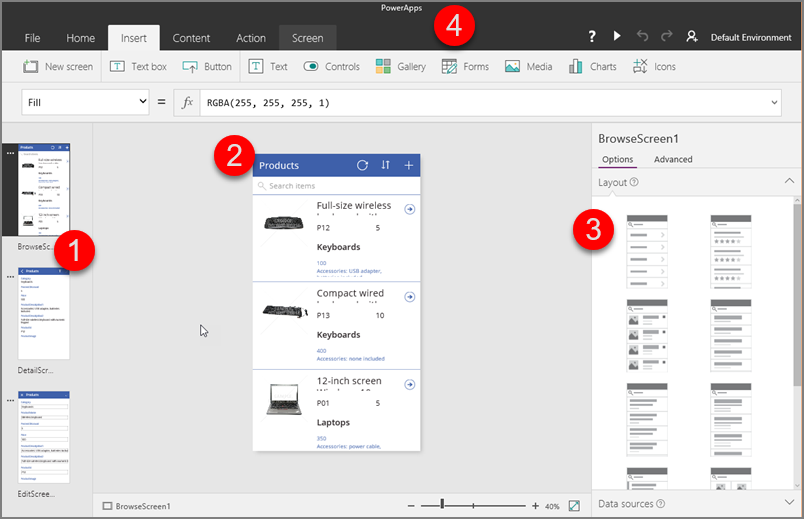 PowerApps
4
File Home Insert Content Action Screen ? Default Environment
New screen Text box Button Text Controls Gallery Forms Media Charts Icons
Fill = fx RGBA(255, 255, 255, 1)
Products
BrowseSc...
1
Products
DetailScr...
Products
EditScree...
2
Products
Search items
Full-size wireless
P12 5
Keyboards
100
Accessories: USB adapter,
Compact wired
P13 10
Keyboards
400
Accessories: none included
12-inch screen
P01 5
Laptops
350
Accessories: power cable,
BrowseScreen1
40%
BrowseScreen1
Options Advanced
Layout ?
3
Data sources ?